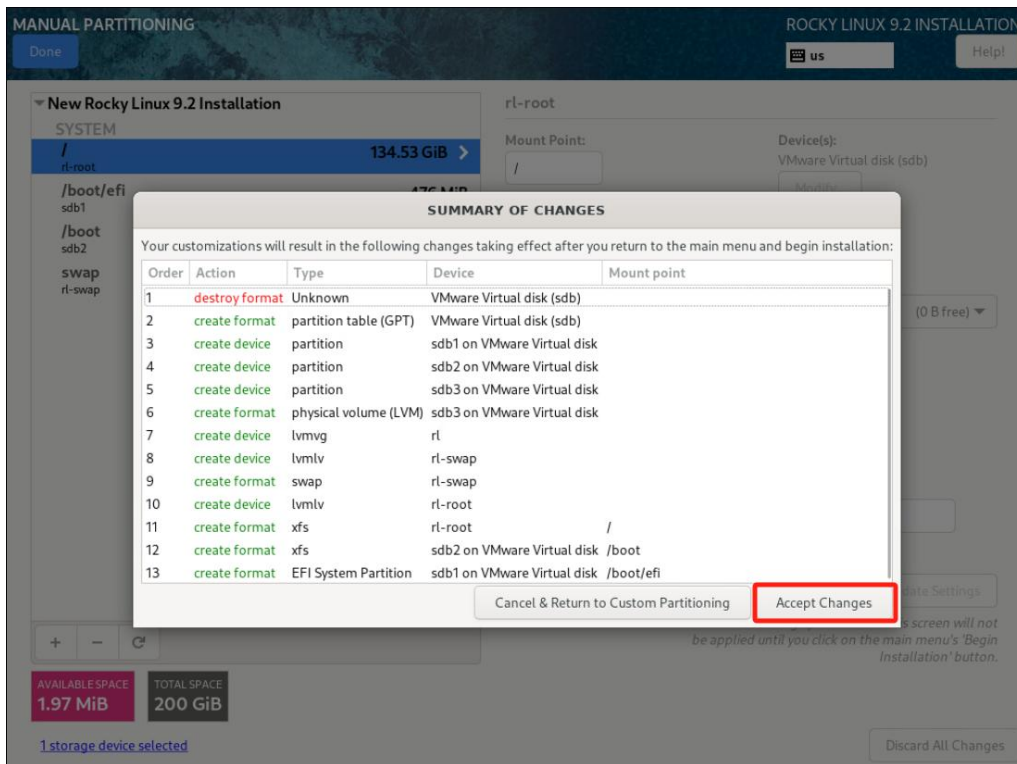 MANUAL PARTITIONING
ROCKY LINUX 9.2 INSTALLATION
Done
us
Help!
New Rocky Linux 9.2 Installation
SYSTEM
/
134.53 GiB
rl-root
/boot/efi
476 MiB
sdb1
/boot
sdb2
swap
rl-swap
rl-root
Mount Point:
Device(s):
/
VMware Virtual disk (sdb)
Modify...
(0 B free)
SUMMARY OF CHANGES
Your customizations will result in the following changes taking effect after you return to the main menu and begin installation:
Order Action Type Device Mount point
1 destroy format Unknown VMware Virtual disk (sdb)
2 create format partition table (GPT) VMware Virtual disk (sdb)
3 create device partition sdb1 on VMware Virtual disk
4 create device partition sdb2 on VMware Virtual disk
5 create device partition sdb3 on VMware Virtual disk
6 create format physical volume (LVM) sdb3 on VMware Virtual disk
7 create device lvmvg rl
8 create device lvmlv rl-swap
9 create format swap rl-swap
10 create device lvmlv rl-root
11 create format xfs rl-root /
12 create format xfs sdb2 on VMware Virtual disk /boot
13 create format EFI System Partition sdb1 on VMware Virtual disk /boot/efi
Cancel & Return to Custom Partitioning
Accept Changes
Settings
screen will not
be applied until you click on the main menu's 'Begin
Installation' button.
AVAILABLE SPACE
1.97 MiB
TOTAL SPACE
200 GiB
1 storage device selected
Discard All Changes